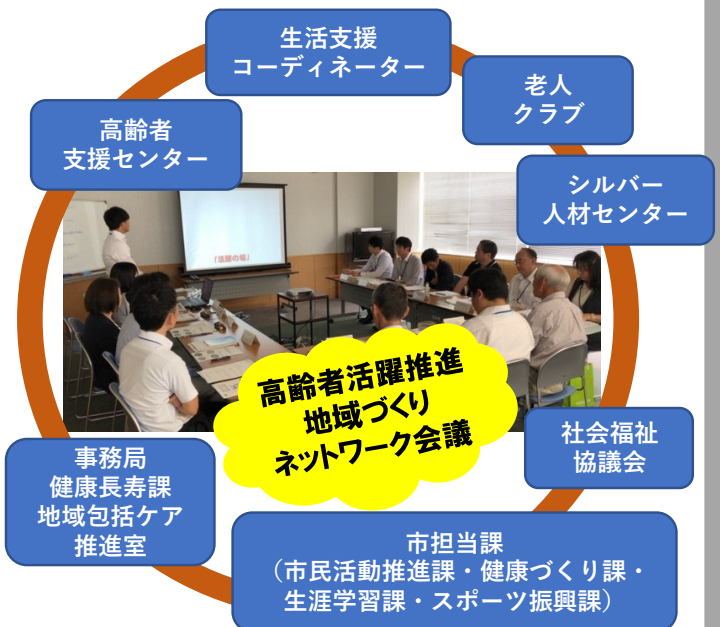 生活支援
コーディネーター
老人
クラブ
高齢者
支援センター
シルバー
人材センター
「活躍の場」
高齢者活躍推進
地域づくり
ネットワーク会議
社会福祉
協議会
事務局
健康長寿課
地域包括ケア
推進室
市担当課
（市民活動推進課・健康づくり課・
生涯学習課・スポーツ振興課）